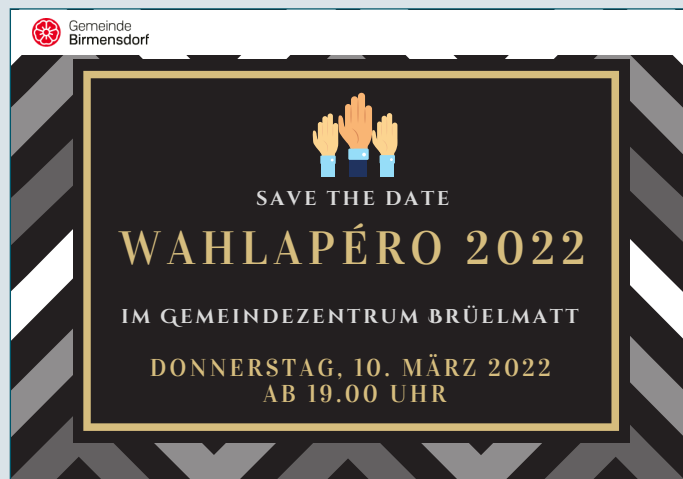 Gemeinde
Birmensdorf
SAVE THE DATE
WAHLAPÉRO 2022
IM GEMEINDEZENTRUM BRÜELMATT
DONNERSTAG, 10. MÄRZ 2022
AB 19.00 UHR